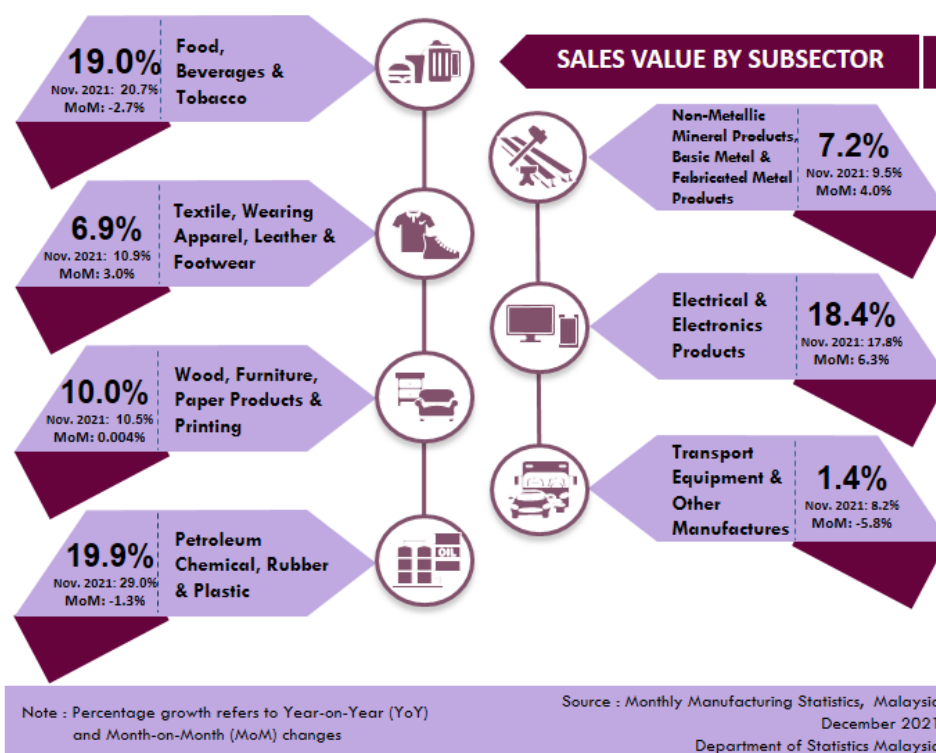 SALES VALUE BY SUBSECTOR
19.0%
Nov. 2021: 20.7%
MoM: -2.7%
Food,
Beverages &
Tobacco
6.9%
Nov. 2021: 10.9%
MoM: 3.0%
Textile, Wearing
Apparel, Leather &
Footwear
10.0%
Nov. 2021: 10.5%
MoM: 0.004%
Wood, Furniture,
Paper Products &
Printing
19.9%
Nov. 2021: 29.0%
MoM: -1.3%
Petroleum
Chemical, Rubber
& Plastic
OIL
Non-Metallic
Mineral Products,
Basic Metal &
Fabricated Metal
Products
7.2%
Nov. 2021: 9.5%
MoM: 4.0%
Electrical &
Electronics
Products
18.4%
Nov. 2021: 17.8%
MoM: 6.3%
Transport
Equipment &
Other
Manufactures
1.4%
Nov. 2021: 8.2%
MoM: -5.8%
Note : Percentage growth refers to Year-on-Year (YoY)
and Month-on-Month (MoM) changes
Source : Monthly Manufacturing Statistics, Malaysia
December 2021
Department of Statistics Malaysia